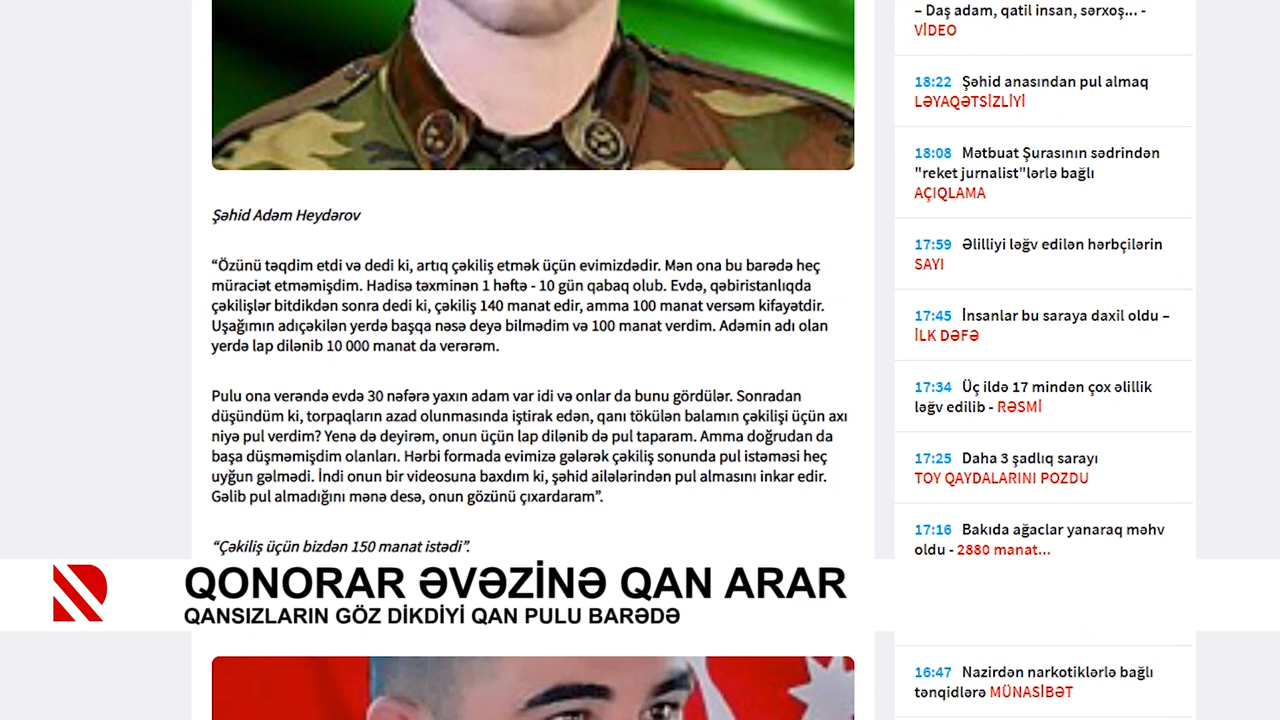 Şəhid Adəm Heydərov
“Özünü təqdim etdi və dedi ki, artıq çəkiliş etmək üçün evimizdədir. Mən ona bu barədə heç
müraciət etməmişdim. Hadisə təxminən 1 həftə - 10 gün qabaq olub. Evdə, qəbiristanlıqda
çəkilişlər bitdikdən sonra dedi ki, çəkiliş 140 manat edir, amma 100 manat versəm kifayətdir.
Uşağımın adıçəkilən yerdə başqa nəsə deyə bilmədim və 100 manat verdim. Adəmin adı olan
yerdə lap dilənib 10 000 manat da verərəm.
Pulu ona verəndə evdə 30 nəfərə yaxın adam var idi və onlar da bunu gördülər. Sonradan
düşündüm ki, torpaqların azad olunmasında iştirak edən, qanı tökülən balamın çəkilişi üçün axı
niyə pul verdim? Yenə də deyirəm, onun üçün lap dilənib də pul taparam. Amma doğrudan da
başa düşməmişdim olanları. Hərbi formada evimizə gələrək çəkiliş sonunda pul istəməsi heç
uyğun gəlmədi. İndi onun bir videosuna baxdım ki, şəhid ailələrindən pul almasını inkar edir.
Gəlib pul almadığını mənə desə, onun gözünü çıxardaram”.
“Çəkiliş üçün bizdən 150 manat istədi”.
QONORAR ƏVƏZİNƏ QAN ARAR
QANSIZLARIN GÖZ DİKDİYİ QAN PULU BARƏDƏ
– Daş adam, qatil insan, sərxoş... -
VİDEO
18:22 Şəhid anasından pul almaq
LƏYAQƏTSİZLİYİ
18:08 Mətbuat Şurasının sədrindən
"reket jurnalist"lərlə bağlı
AÇIQLAMA
17:59 Əlilliyi ləğv edilən hərbçilərin
SAYI
17:45 İnsanlar bu saraya daxil oldu –
İLK DƏFƏ
17:34 Üç ildə 17 mindən çox əlillik
ləğv edilib - RƏSMİ
17:25 Daha 3 şadlıq sarayı
TOY QAYDALARINI POZDU
17:16 Bakıda ağaclar yanaraq məhv
oldu - 2880 manat...
16:47 Nazirdən narkotiklərlə bağlı
tənqidlərə MÜNASİBƏT